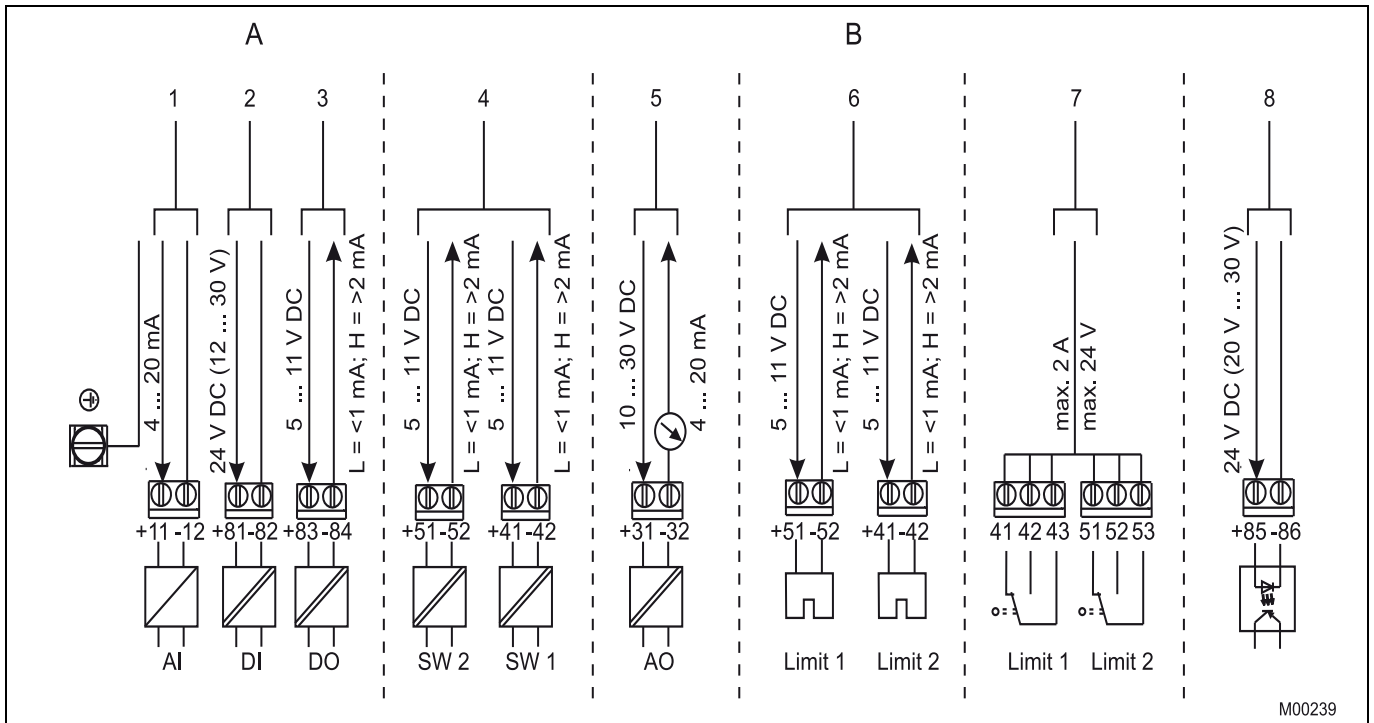 A B
1 2 3 4 5 6 7 8
4 ... 20 mA
24 V DC (12 ... 30 V)
5 ... 11 V DC
L = <1 mA; H = >2 mA
5 ... 11 V DC
L = <1 mA; H = >2 mA
5 ... 11 V DC
L = <1 mA; H = >2 mA
10 ... 30 V DC
4 ... 20 mA
5 ... 11 V DC
L = <1 mA; H = >2 mA
5 ... 11 V DC
L = <1 mA; H = >2 mA
max. 2 A
max. 24 V
24 V DC (20 V ... 30 V)
+11 -12 +81-82 +83-84 +51-52 +41-42 +31-32 +51-52 +41-42 41 42 43 51 52 53 +85 -86
AI DI DO SW 2 SW 1 AO Limit 1 Limit 2 Limit 1 Limit 2
M00239